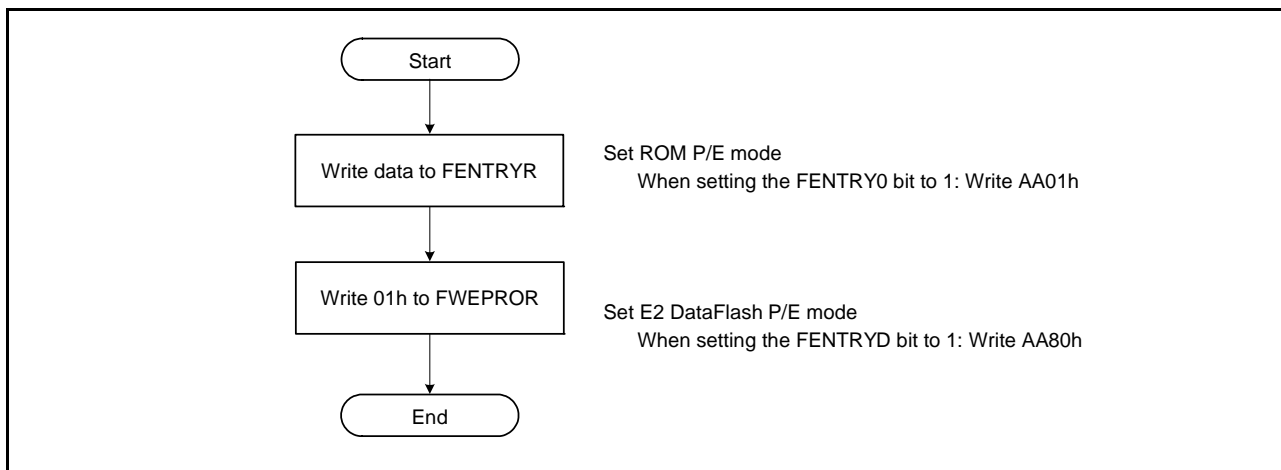 Start
Write data to FENTRYR
Set ROM P/E mode
When setting the FENTRY0 bit to 1: Write AA01h
Write 01h to FWEPROR
Set E2 DataFlash P/E mode
When setting the FENTRYD bit to 1: Write AA80h
End